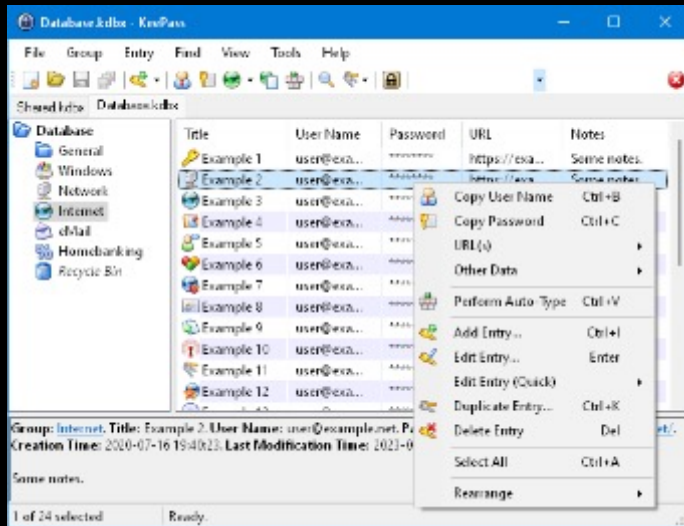 Database.kdbx - KeePass
File Group Entry Find View Tools Help
Shared.kdbx Database.kdbx
Database
General
Windows
Network
Internet
eMail
Homebanking
Recycle Bin
Title User Name Password URL Notes
Example 1 user@exa... ******** https://exa... Some notes.
Example 2 user@exa... ******** https://exa... Some notes.
Example 3 user@exa...
Example 4 user@exa...
Example 5 user@exa...
Example 6 user@exa...
Example 7 user@exa...
Example 8 user@exa...
Example 9 user@exa...
Example 10 user@exa...
Example 11 user@exa...
Example 12 user@exa...
Copy User Name Ctrl+B
Copy Password Ctrl+C
URL(s)
Other Data
Perform Auto-Type Ctrl+V
Add Entry... Ctrl+I
Edit Entry... Enter
Edit Entry (Quick)
Duplicate Entry... Ctrl+K
Delete Entry Del
Select All Ctrl+A
Rearrange
Group: Internet. Title: Example 2. User Name: user@example.net.
Creation Time: 2020-07-16 19:40:23. Last Modification Time:
Some notes.
1 of 24 selected Ready.